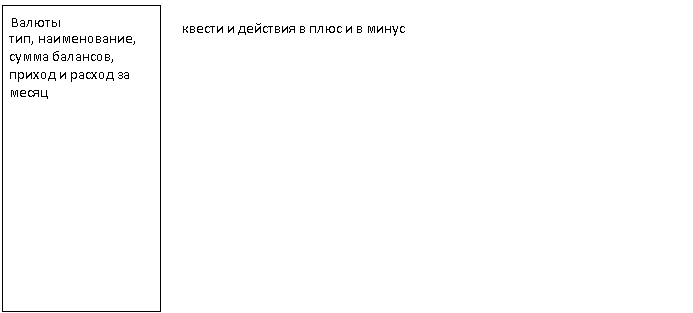 Валюты
тип, наименование,
сумма балансов,
приход и расход за
месяц
квести и действия в плюс и в минус